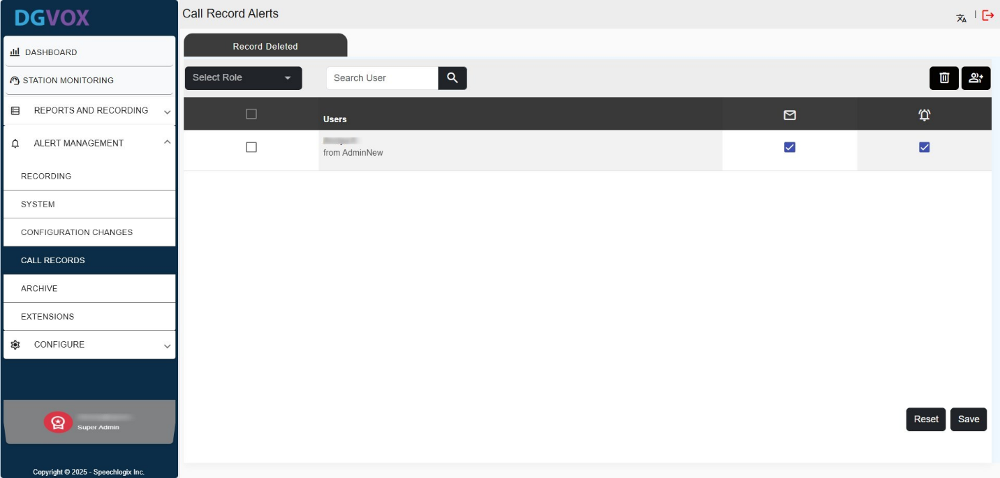 DGVOX
DASHBOARD
STATION MONITORING
REPORTS AND RECORDING
ALERT MANAGEMENT
RECORDING
SYSTEM
CONFIGURATION CHANGES
CALL RECORDS
ARCHIVE
EXTENSIONS
CONFIGURE
Super Admin
Copyright © 2025 - Speechlogix Inc.
Call Record Alerts
Record Deleted
Select Role
Search User
Users
from AdminNew
Reset
Save